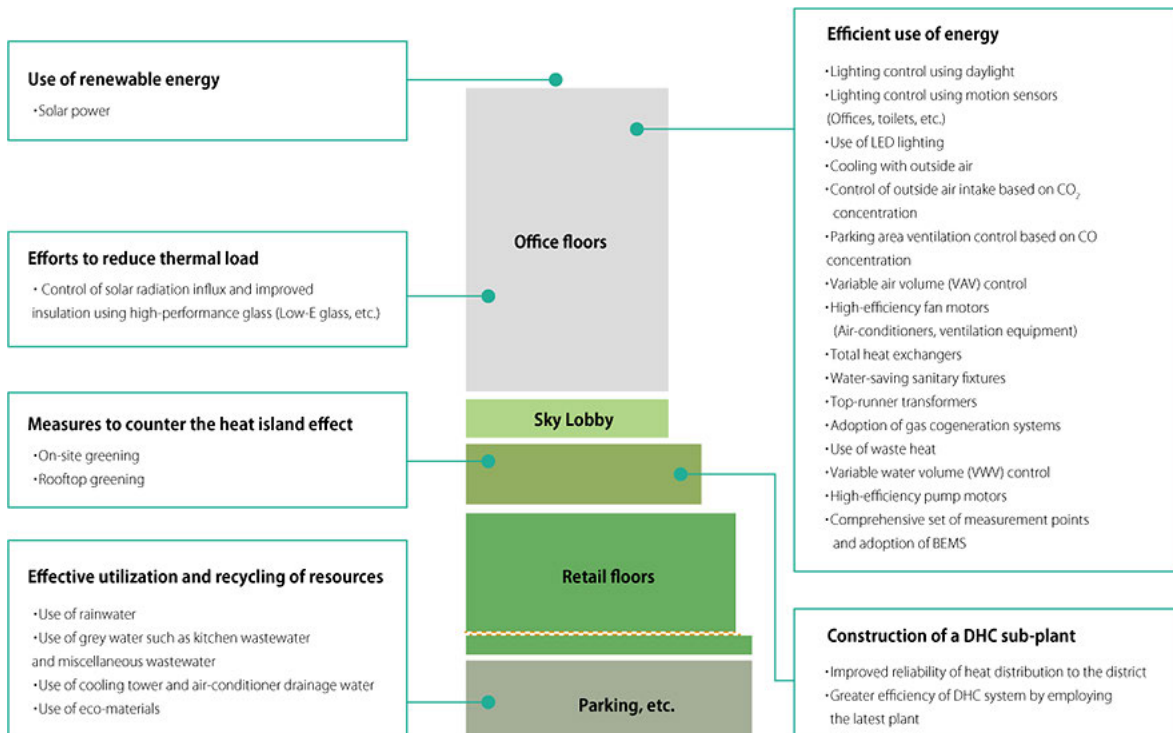 Use of renewable energy
・Solar power
Efforts to reduce thermal load
・ Control of solar radiation influx and improved
insulation using high-performance glass (Low-E glass, etc.)
Measures to counter the heat island effect
・On-site greening
・Rooftop greening
Effective utilization and recycling of resources
・Use of rainwater
・Use of grey water such as kitchen wastewater
and miscellaneous wastewater
・Use of cooling tower and air-conditioner drainage water
・Use of eco-materials
Office floors
Sky Lobby
Retail floors
Parking, etc.
Efficient use of energy
・Lighting control using daylight
・Lighting control using motion sensors
(Offices, toilets, etc.)
・Use of LED lighting
・Cooling with outside air
・Control of outside air intake based on CO₂
concentration
・Parking area ventilation control based on CO
concentration
・Variable air volume (VAV) control
・High-efficiency fan motors
(Air-conditioners, ventilation equipment)
・Total heat exchangers
・Water-saving sanitary fixtures
・Top-runner transformers
・Adoption of gas cogeneration systems
・Use of waste heat
・Variable water volume (VWV) control
・High-efficiency pump motors
・Comprehensive set of measurement points
and adoption of BEMS
Construction of a DHC sub-plant
・Improved reliability of heat distribution to the district
・Greater efficiency of DHC system by employing
the latest plant